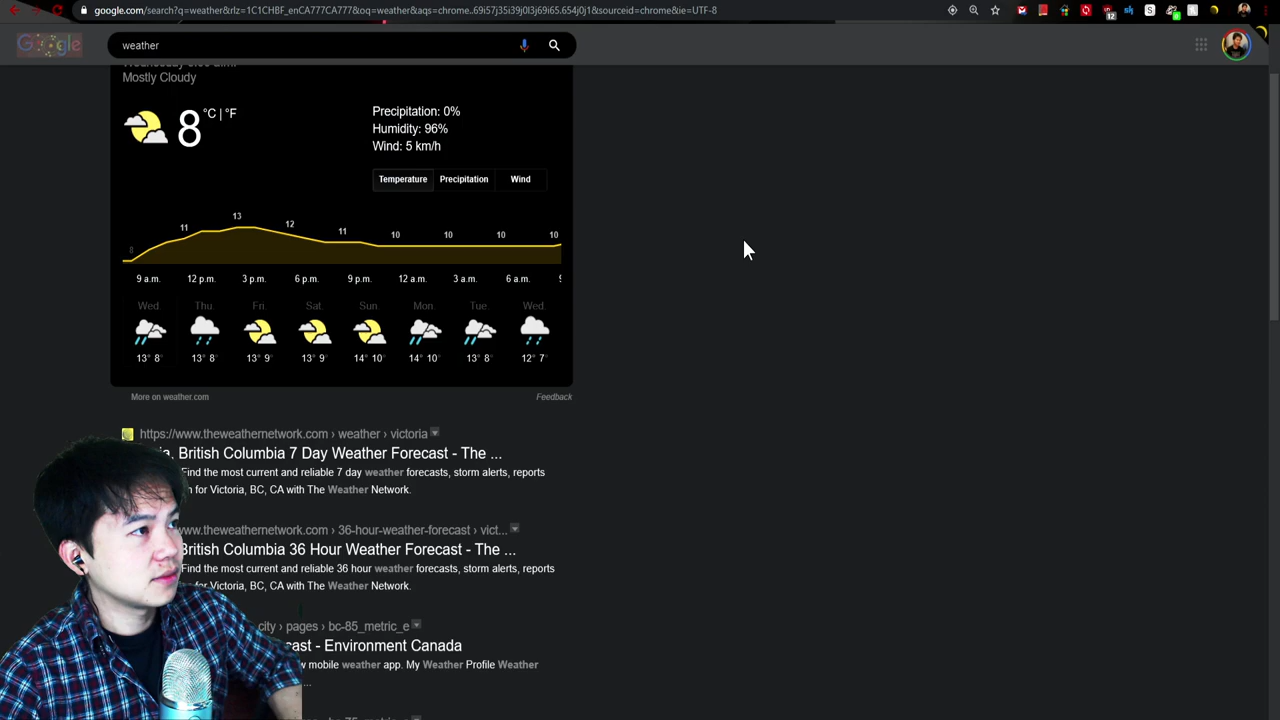 google.com/search?q=weather&rlz=1C1CHBF_enCA777CA777&oq=weather&aqs=chrome..69i57j35i39j0l3j69i65.654j0j1&sourceid=chrome&ie=UTF-8
12
Google
weather
Mostly Cloudy
8 °C | °F
Precipitation: 0%
Humidity: 96%
Wind: 5 km/h
Temperature Precipitation Wind
8 11 13 12 11 10 10 10 10
9 a.m. 12 p.m. 3 p.m. 6 p.m. 9 p.m. 12 a.m. 3 a.m. 6 a.m.
Wed. Thu. Fri. Sat. Sun. Mon. Tue. Wed.
13° 8° 13° 8° 13° 9° 13° 9° 14° 10° 14° 10° 13° 8° 12° 7°
More on weather.com Feedback
https://www.theweathernetwork.com › weather › victoria
British Columbia 7 Day Weather Forecast - The ...
Find the most current and reliable 7 day weather forecasts, storm alerts, reports
for Victoria, BC, CA with The Weather Network.
www.theweathernetwork.com › 36-hour-weather-forecast › vict...
British Columbia 36 Hour Weather Forecast - The ...
Find the most current and reliable 36 hour weather forecasts, storm alerts, reports
for Victoria, BC, CA with The Weather Network.
city › pages › bc-85_metric_e
- Environment Canada
mobile weather app. My Weather Profile Weather
...